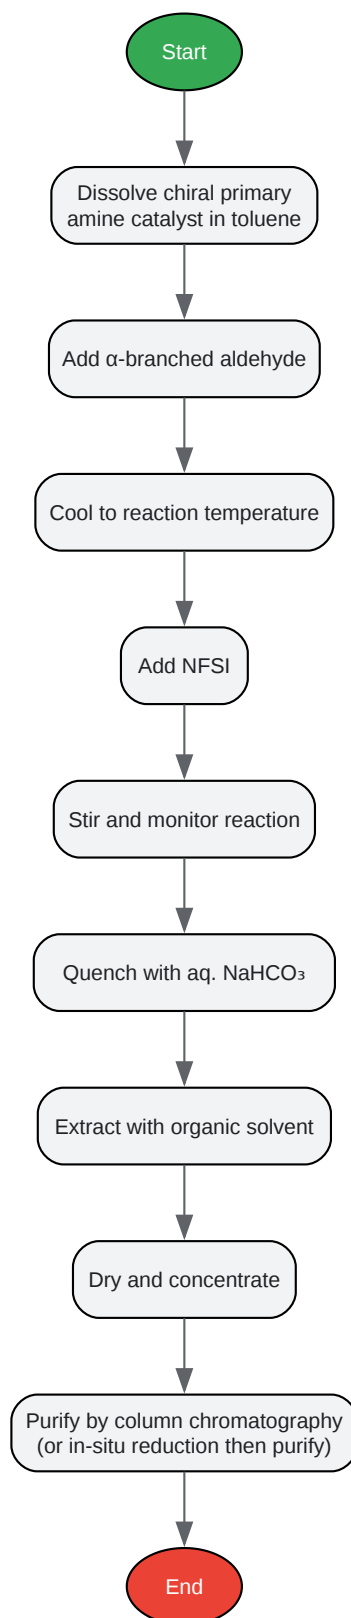 Start
Dissolve chiral primary
amine catalyst in toluene
Add α-branched aldehyde
Cool to reaction temperature
Add NFSI
Stir and monitor reaction
Quench with aq. NaHCO₃
Extract with organic solvent
Dry and concentrate
Purify by column chromatography
(or in-situ reduction then purify)
End